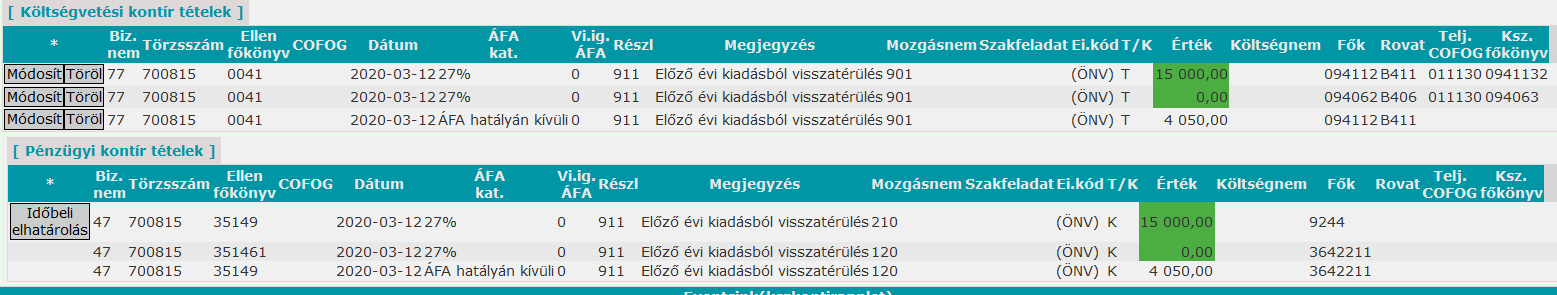 [ Költségvetési kontír tételek ]
* Biz. nem Törzsszám Ellen főkönyv COFOG Dátum ÁFA kat. Vi.ig. ÁFA Részl Megjegyzés Mozgásnem Szakfeladat Ei.kód T/K Érték Költségnem Fők Rovat Telj. COFOG Ksz. főkönyv
Módosít Töröl 77 700815 0041 2020-03-12 27% 0 911 Előző évi kiadásból visszatérülés 901 (ÖNV) T 15 000,00 094112 B411 011130 0941132
Módosít Töröl 77 700815 0041 2020-03-12 27% 0 911 Előző évi kiadásból visszatérülés 901 (ÖNV) T 0,00 094062 B406 011130 094063
Módosít Töröl 77 700815 0041 2020-03-12 ÁFA hatályán kívüli 0 911 Előző évi kiadásból visszatérülés 901 (ÖNV) T 4 050,00 094112 B411
[ Pénzügyi kontír tételek ]
* Biz. nem Törzsszám Ellen főkönyv COFOG Dátum ÁFA kat. Vi.ig. ÁFA Részl Megjegyzés Mozgásnem Szakfeladat Ei.kód T/K Érték Költségnem Fők Rovat Telj. COFOG Ksz. főkönyv
Időbeli elhatárolás 47 700815 35149 2020-03-12 27% 0 911 Előző évi kiadásból visszatérülés 210 (ÖNV) K 15 000,00 9244
47 700815 351461 2020-03-12 27% 0 911 Előző évi kiadásból visszatérülés 120 (ÖNV) K 0,00 3642211
47 700815 35149 2020-03-12 ÁFA hatályán kívüli 0 911 Előző évi kiadásból visszatérülés 120 (ÖNV) K 4 050,00 3642211